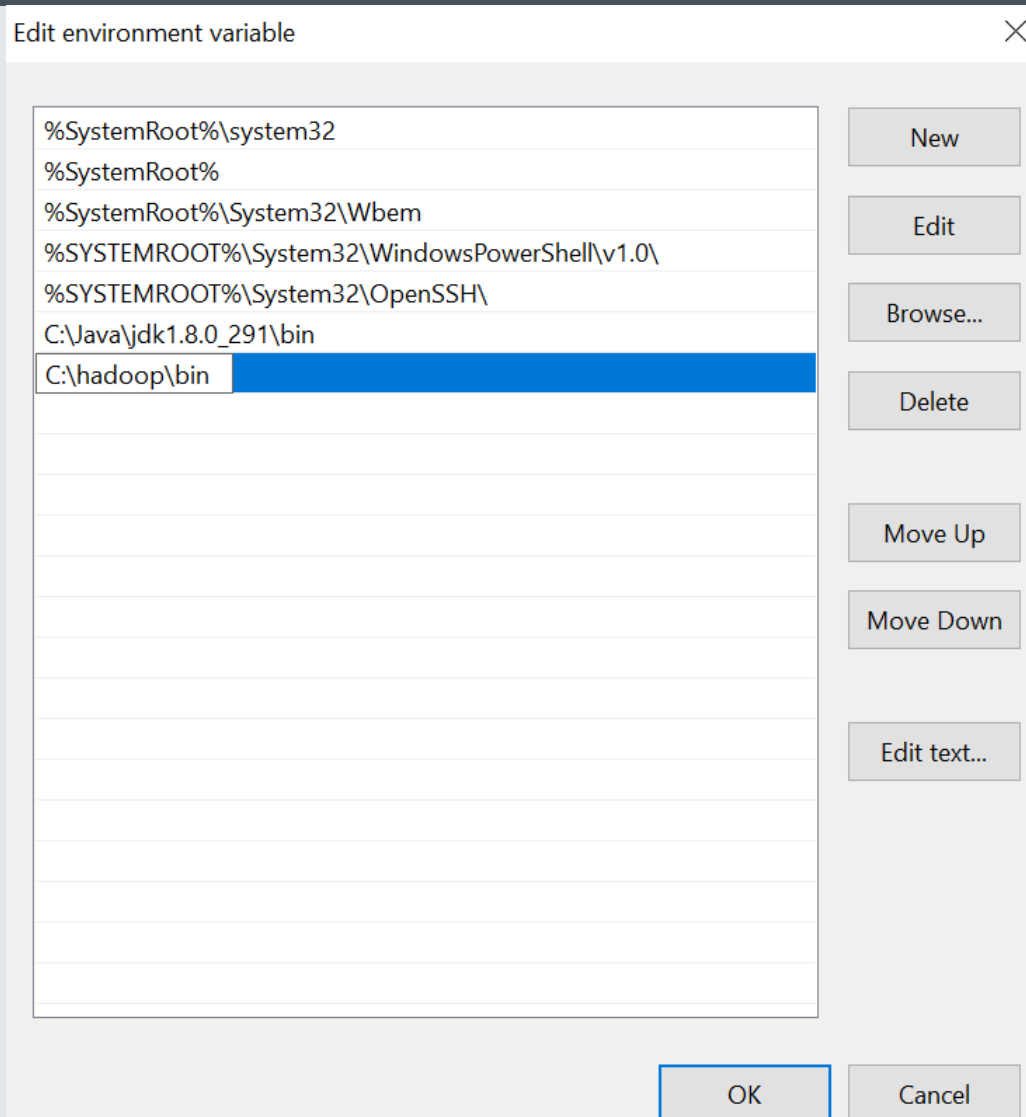 Edit environment variable
%SystemRoot%\system32
%SystemRoot%
%SystemRoot%\System32\Wbem
%SYSTEMROOT%\System32\WindowsPowerShell\v1.0\
%SYSTEMROOT%\System32\OpenSSH\
C:\Java\jdk1.8.0_291\bin
C:\hadoop\bin
New
Edit
Browse...
Delete
Move Up
Move Down
Edit text...
OK
Cancel